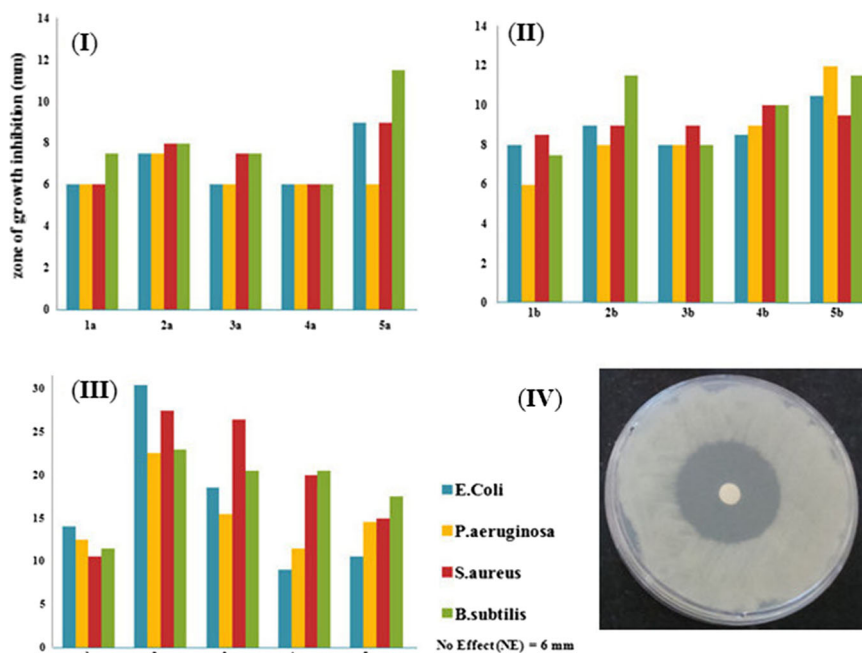 (I)
zone of growth inhibition (mm)
14
12
10
8
6
4
2
0
1a 2a 3a 4a 5a
(II)
14
12
10
8
6
4
2
0
1b 2b 3b 4b 5b
(III)
30
25
20
15
10
5
0
(IV)
E.Coli
P.aeruginosa
S.aureus
B.subtilis
No Effect(NE) = 6 mm